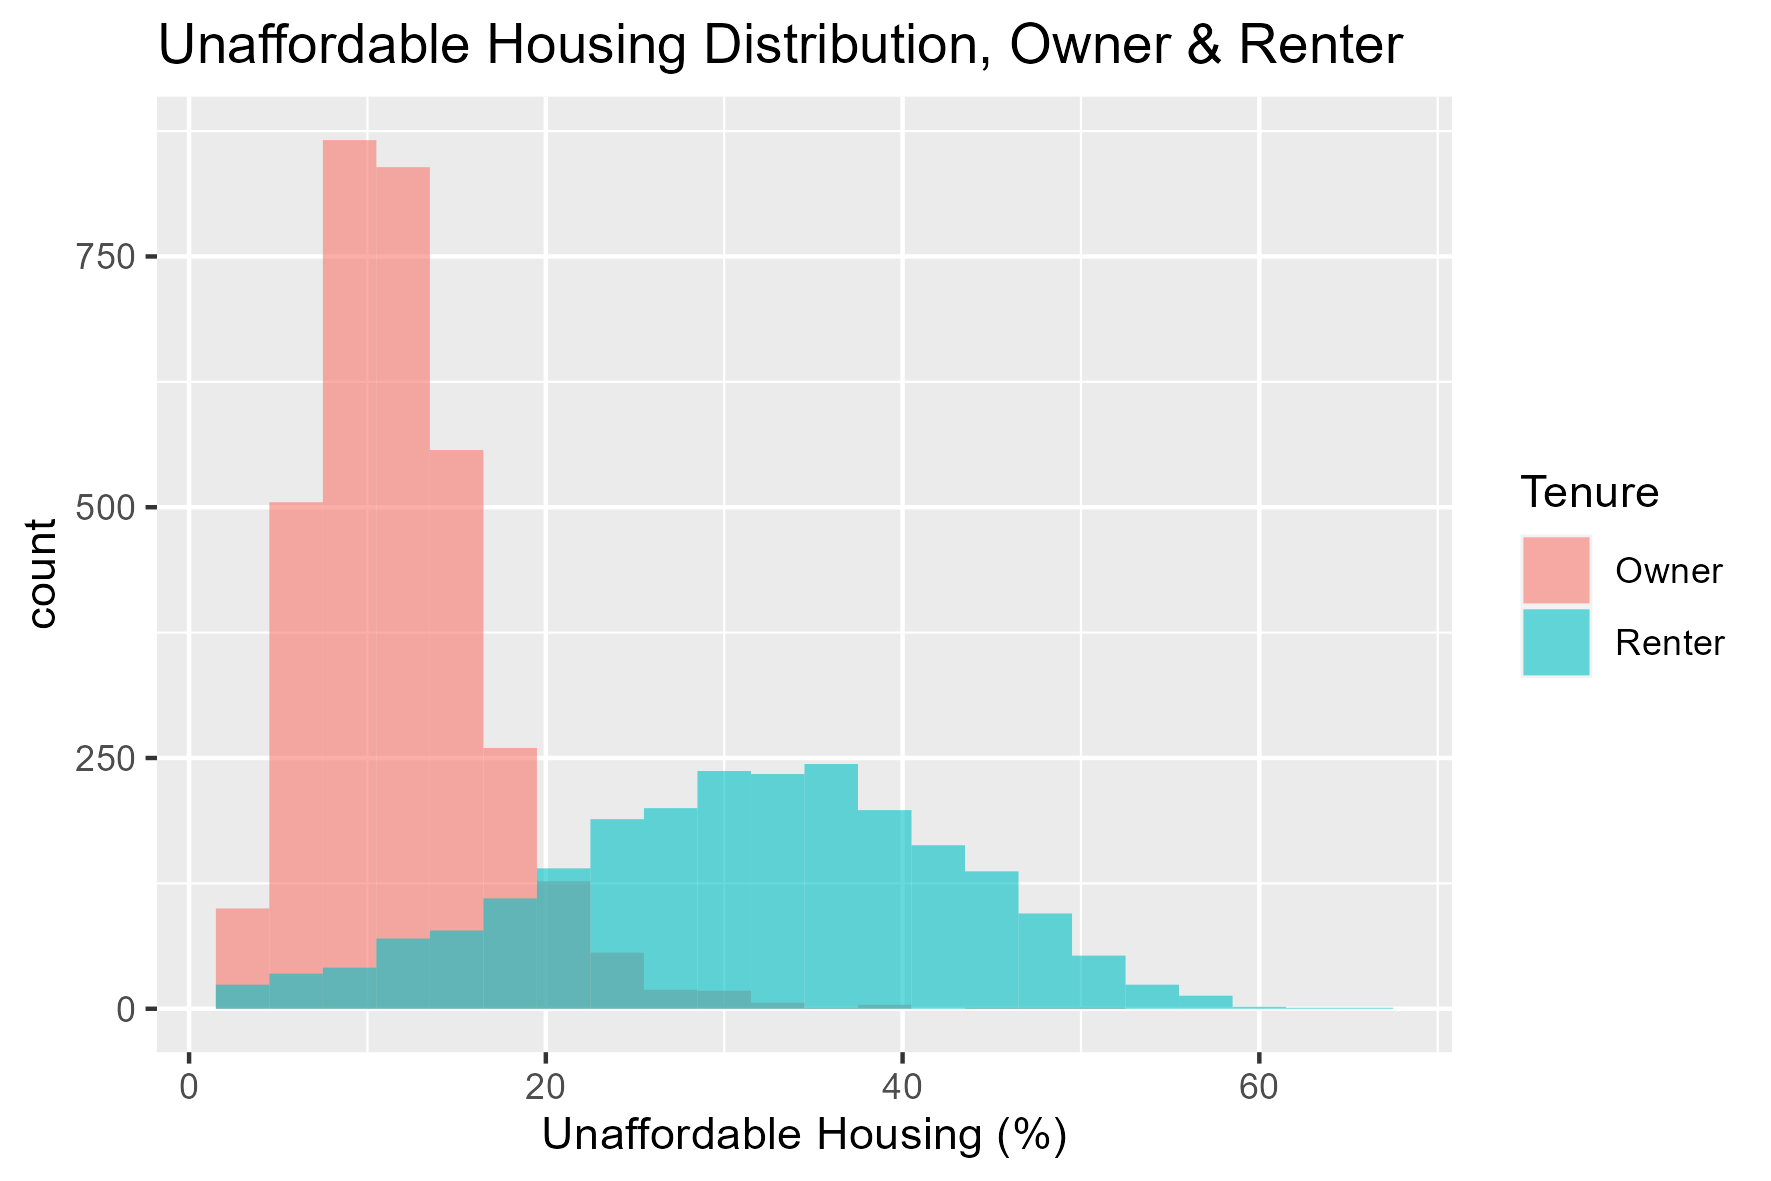 Unaffordable Housing Distribution, Owner & Renter
750
500
250
0
count
0 20 40 60
Unaffordable Housing (%)
Tenure
Owner
Renter